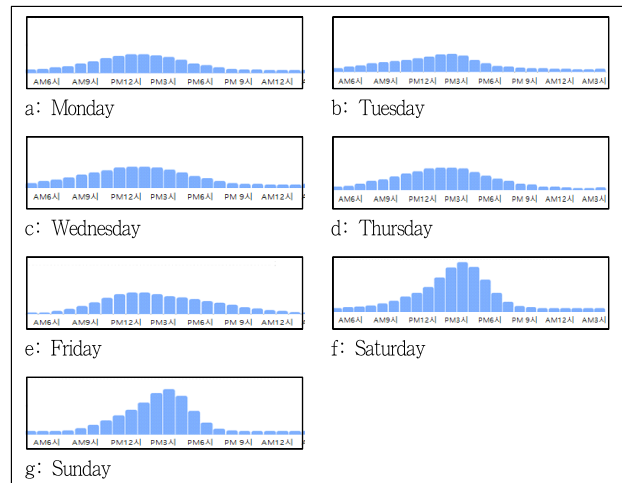 AM6시 AM9시 PM12시 PM3시 PM6시 PM 9시 AM12시
a: Monday
AM6시 AM9시 PM12시 PM3시 PM6시 PM 9시 AM12시 AM3시
b: Tuesday
AM6시 AM9시 PM12시 PM3시 PM6시 PM 9시 AM12시
c: Wednesday
AM6시 AM9시 PM12시 PM3시 PM6시 PM 9시 AM12시 AM3시
d: Thursday
AM6시 AM9시 PM12시 PM3시 PM6시 PM 9시 AM12시
e: Friday
AM6시 AM9시 PM12시 PM3시 PM6시 PM 9시 AM12시 AM3시
f: Saturday
AM6시 AM9시 PM12시 PM3시 PM6시 PM 9시 AM12시
g: Sunday